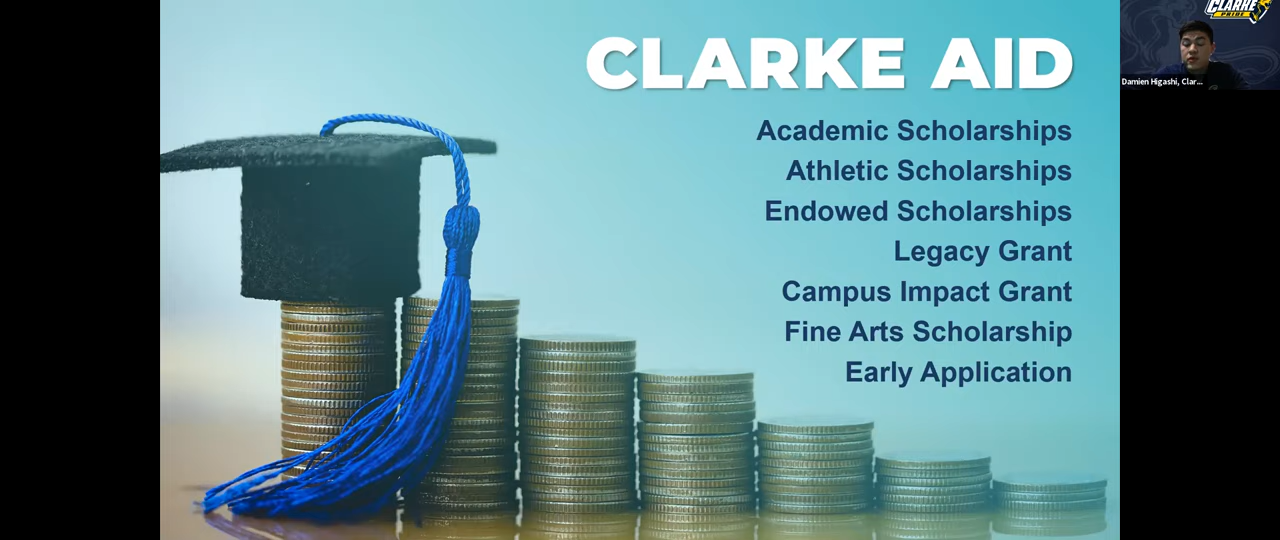 CLARKE AID
Academic Scholarships
Athletic Scholarships
Endowed Scholarships
Legacy Grant
Campus Impact Grant
Fine Arts Scholarship
Early Application
CLARKE
PRIDE
Damien Higashi, Clar...